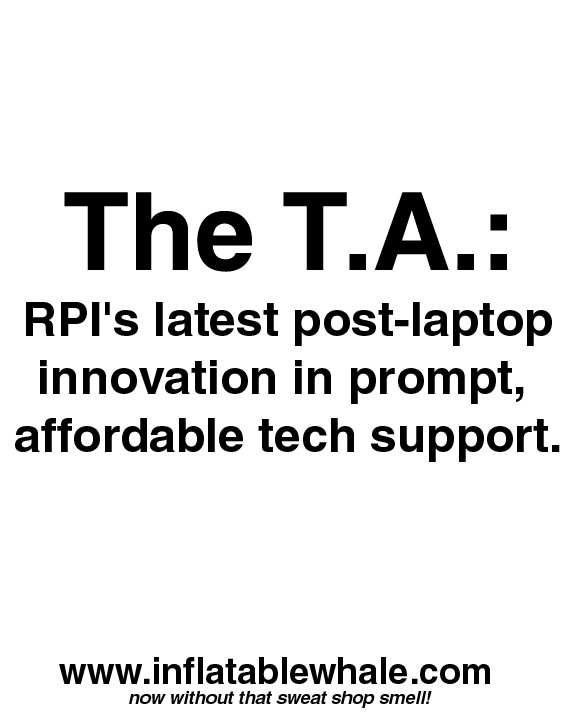 The T.A.:
RPI's latest post-laptop
innovation in prompt,
affordable tech support.
www.inflatablewhale.com
now without that sweat shop smell!